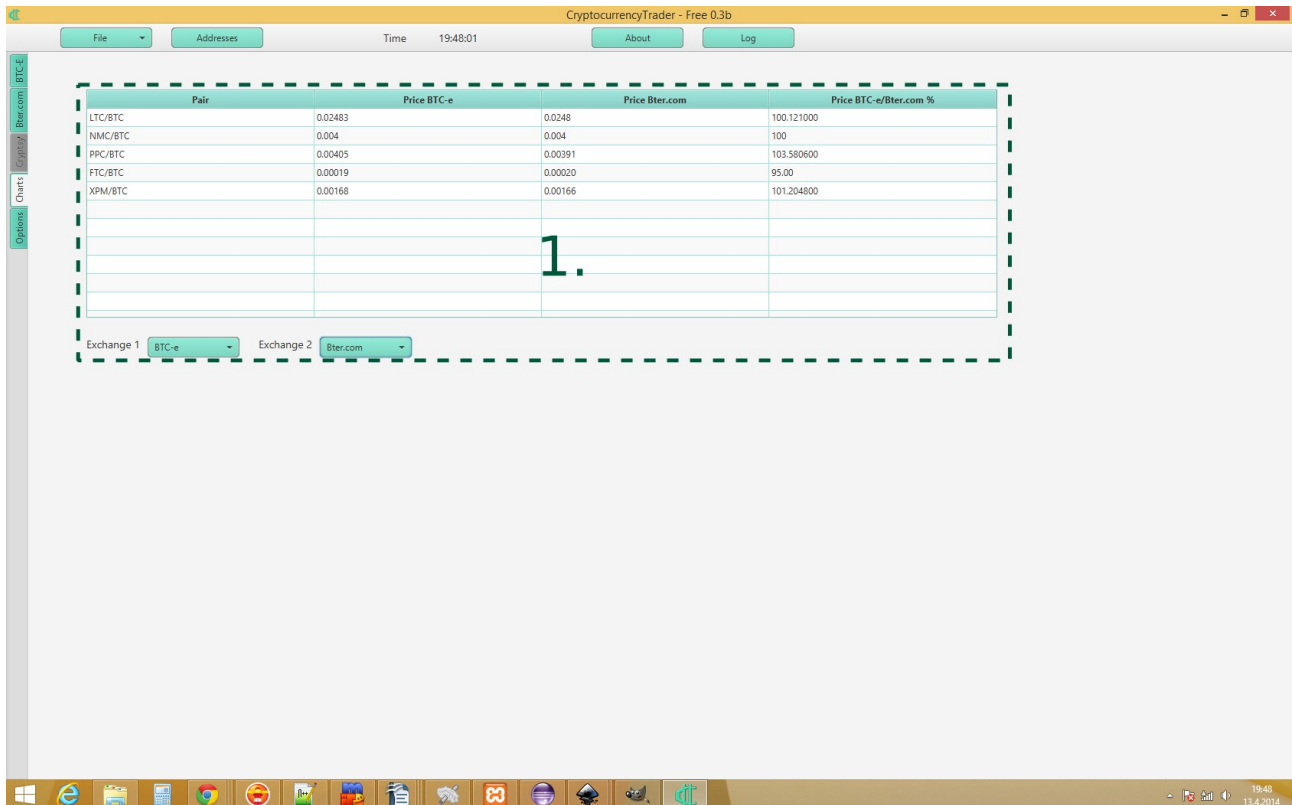 CryptocurrencyTrader - Free 0.3b
File Addresses Time 19:48:01 About Log
BTC-E
Bter.com
Cryptsy
Charts
Options
Pair Price BTC-e Price Bter.com Price BTC-e/Bter.com %
LTC/BTC 0.02483 0.0248 100.121000
NMC/BTC 0.004 0.004 100
PPC/BTC 0.00405 0.00391 103.580600
FTC/BTC 0.00019 0.00020 95.00
XPM/BTC 0.00168 0.00166 101.204800
1.
Exchange 1 BTC-e Exchange 2 Bter.com
19:48
13.4.2014